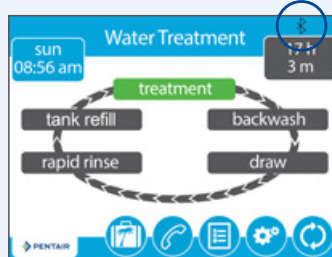 Water Treatment
sun
08:56 am
17 h
3 m
treatment
tank refill
backwash
rapid rinse
draw
PENTAIR